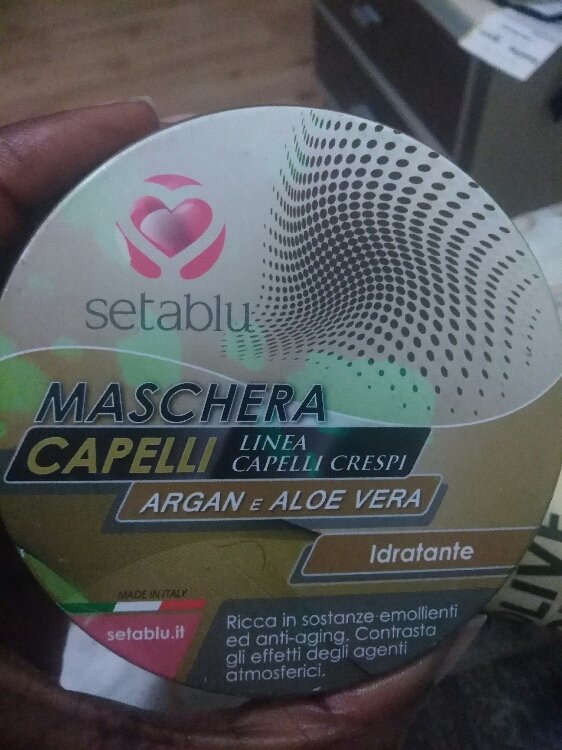 setablu
MASCHERA
CAPELLI LINEA
CAPELLI CRESPI
ARGAN E ALOE VERA
Idratante
MADE IN ITALY
setablu.it
Ricca in sostanze emollienti
ed anti-aging. Contrasta
gli effetti degli agenti
atmosferici.
LIVE